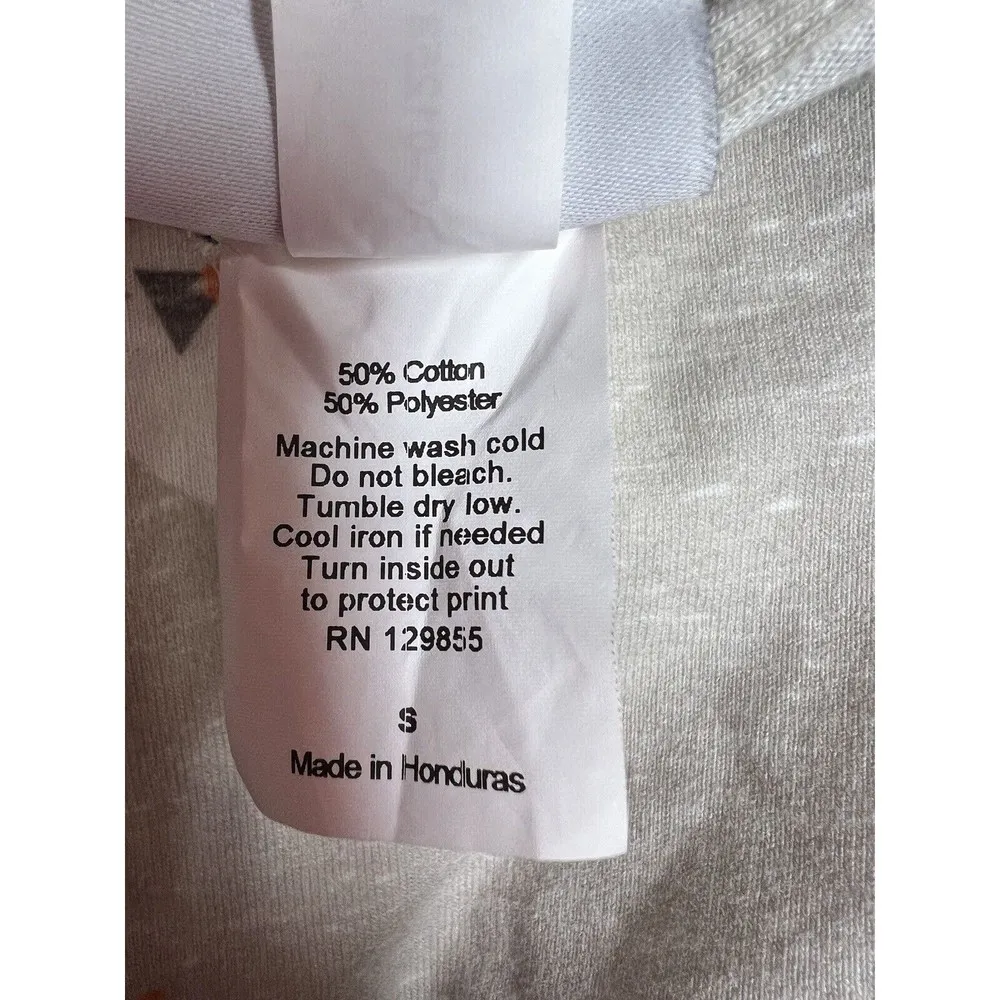 50% Cotton
50% Polyester
Machine wash cold
Do not bleach.
Tumble dry low.
Cool iron if needed
Turn inside out
to protect print
RN 129855
S
Made in Honduras